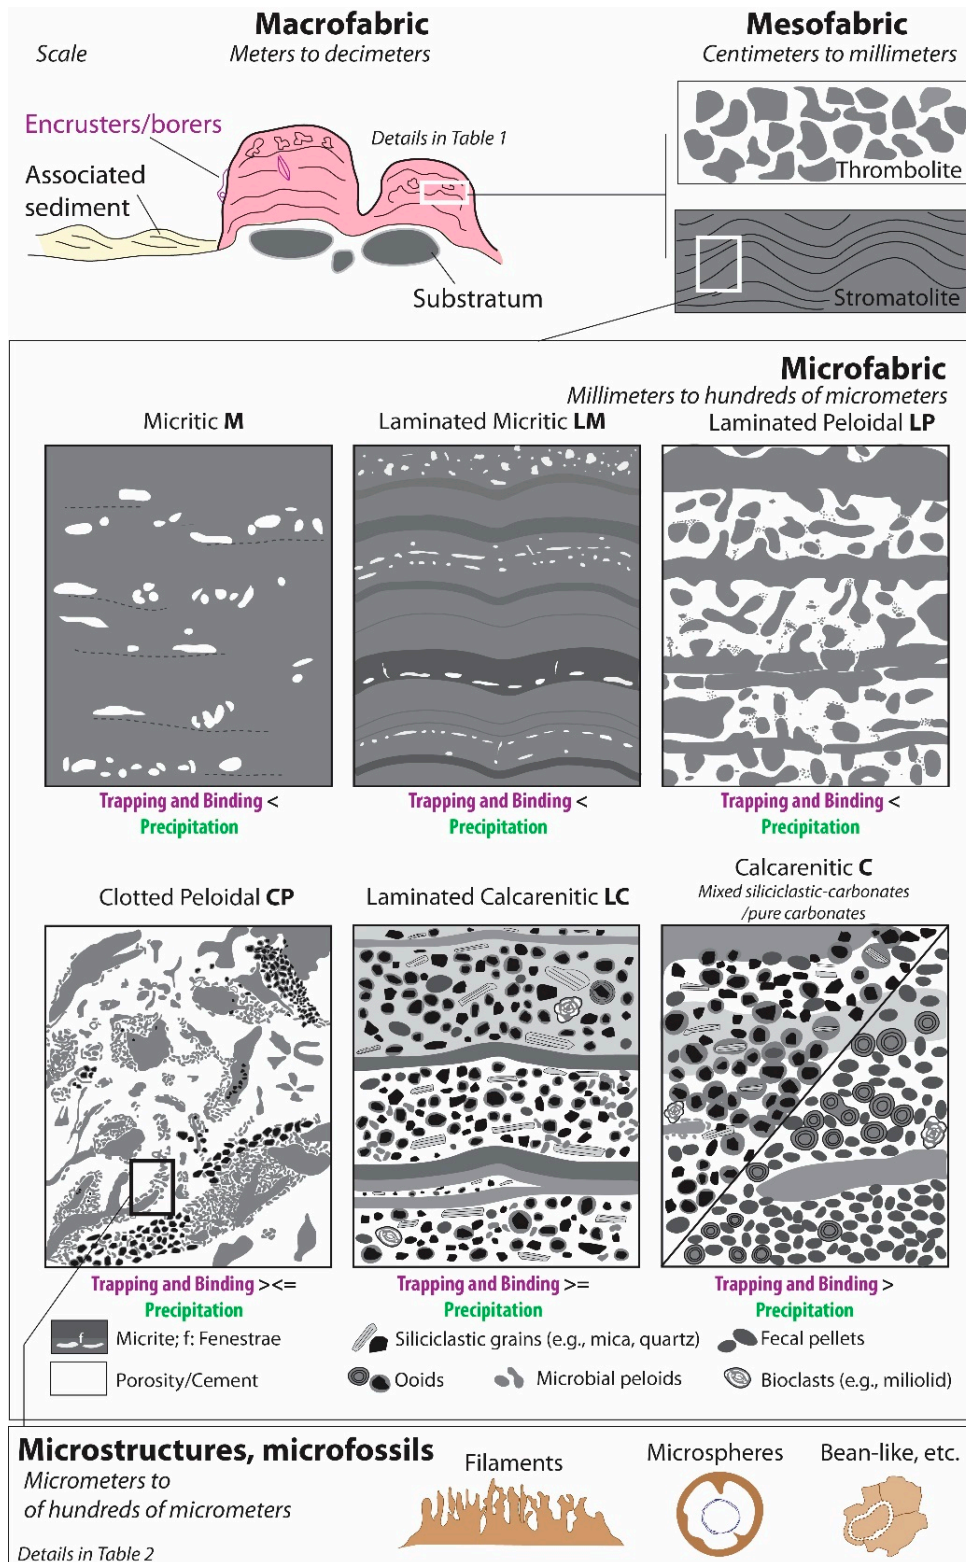 Macrofabric
Mesofabric
Scale
Meters to decimeters
Centimeters to millimeters
Encrusters/borers
Details in Table 1
Associated
sediment
Thrombolite
Substratum
Stromatolite
Microfabric
Millimeters to hundreds of micrometers
Micritic M
Laminated Micritic LM
Laminated Peloidal LP
Trapping and Binding <
Precipitation
Trapping and Binding <
Precipitation
Trapping and Binding <
Precipitation
Clotted Peloidal CP
Laminated Calcarenitic LC
Calcarenitic C
Mixed siliciclastic-carbonates
/pure carbonates
Trapping and Binding ><=
Precipitation
Trapping and Binding >=
Precipitation
Trapping and Binding >
Precipitation
f
Micrite; f: Fenestrae
Siliciclastic grains (e.g., mica, quartz)
Fecal pellets
Porosity/Cement
Ooids
Microbial peloids
Bioclasts (e.g., miliolid)
Microstructures, microfossils
Micrometers to
of hundreds of micrometers
Details in Table 2
Filaments
Microspheres
Bean-like, etc.